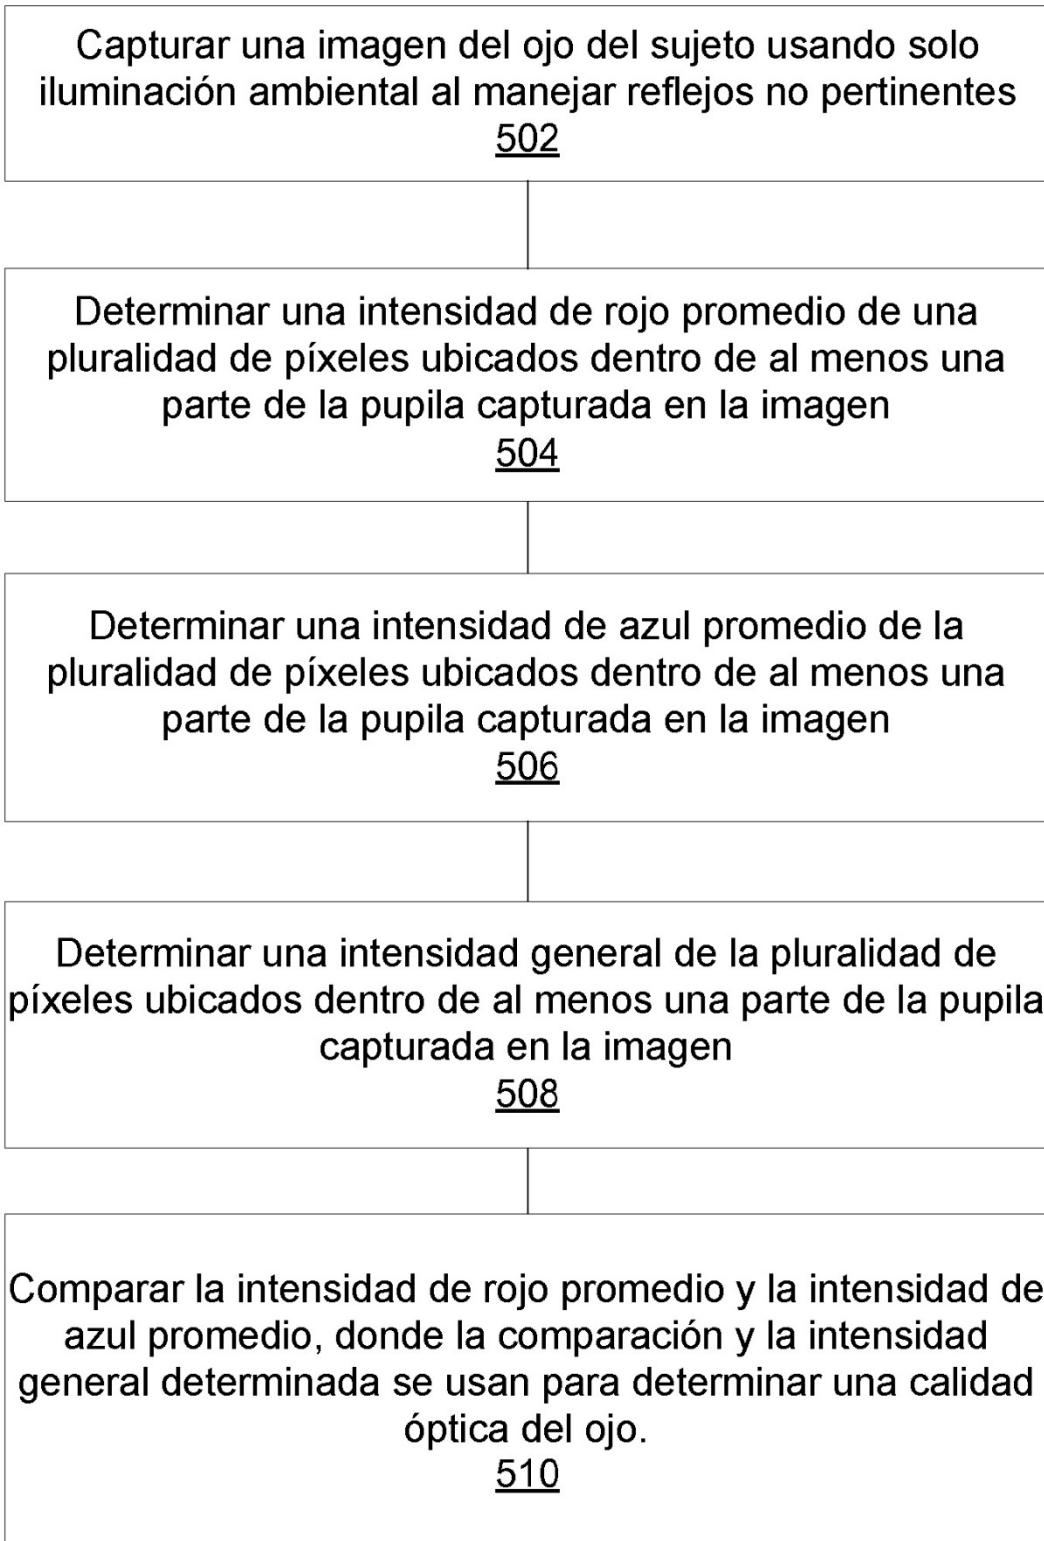 Capturar una imagen del ojo del sujeto usando solo
iluminación ambiental al manejar reflejos no pertinentes
502
Determinar una intensidad de rojo promedio de una
pluralidad de píxeles ubicados dentro de al menos una
parte de la pupila capturada en la imagen
504
Determinar una intensidad de azul promedio de la
pluralidad de píxeles ubicados dentro de al menos una
parte de la pupila capturada en la imagen
506
Determinar una intensidad general de la pluralidad de
píxeles ubicados dentro de al menos una parte de la pupila
capturada en la imagen
508
Comparar la intensidad de rojo promedio y la intensidad de
azul promedio, donde la comparación y la intensidad
general determinada se usan para determinar una calidad
óptica del ojo.
510